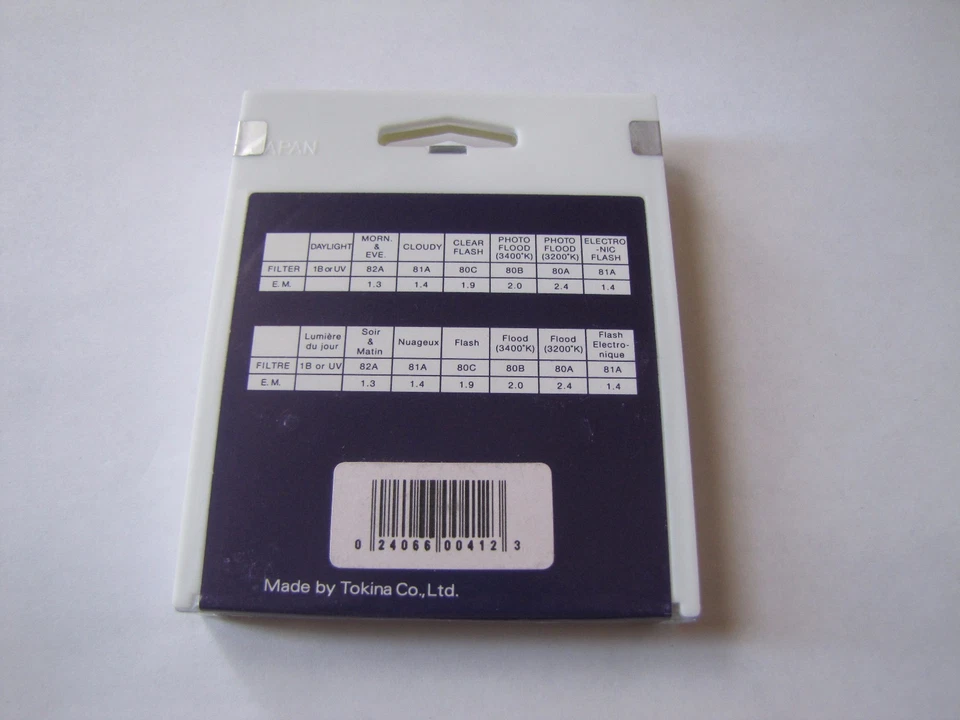 APAN
DAYLIGHT MORN. & EVE. CLOUDY CLEAR FLASH PHOTO FLOOD (3400°K) PHOTO FLOOD (3200°K) ELECTRO-NIC FLASH
FILTER 1B or UV 82A 81A 80C 80B 80A 81A
E.M. 1.3 1.4 1.9 2.0 2.4 1.4
Lumière du jour Soir & Matin Nuageux Flash Flood (3400°K) Flood (3200°K) Flash Electro-nique
FILTRE 1B or UV 82A 81A 80C 80B 80A 81A
E.M. 1.3 1.4 1.9 2.0 2.4 1.4
0 24066 00412 3
Made by Tokina Co.,Ltd.